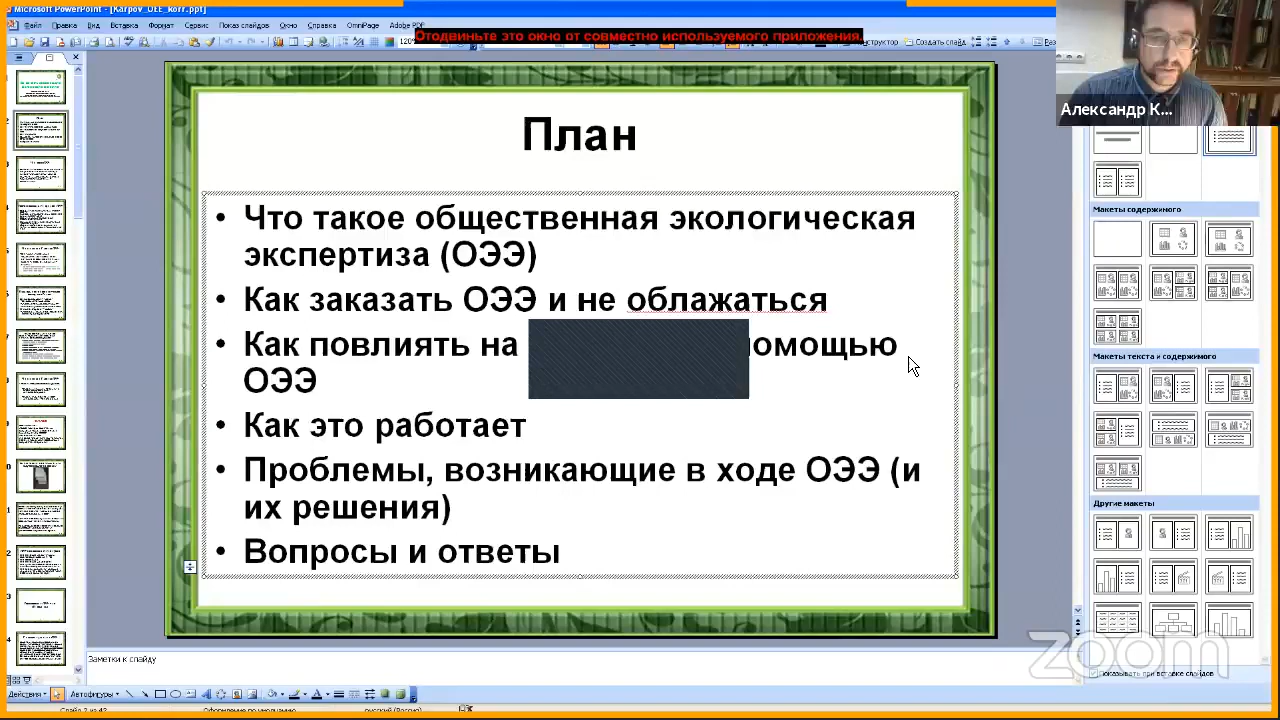 Microsoft PowerPoint - [Karpov_OEE_korr.ppt]
Файл Правка Вид Вставка Формат Сервис Показ слайдов Окно Справка OmniPage Adobe PDF
Отодвиньте это окно от совместно используемого приложения.
Создать слайд
Александр К...
План
• Что такое общественная экологическая
экспертиза (ОЭЭ)
• Как заказать ОЭЭ и не облажаться
• Как повлиять на омощью
ОЭЭ
• Как это работает
• Проблемы, возникающие в ходе ОЭЭ (и
их решения)
• Вопросы и ответы
Макеты содержимого
Макеты текста и содержимого
Другие макеты
Показывать при вставке слайдов
zoom
Заметки к слайду
Действия Автофигуры
Слайд 2 из 42 Оформление по умолчанию русский (Россия)